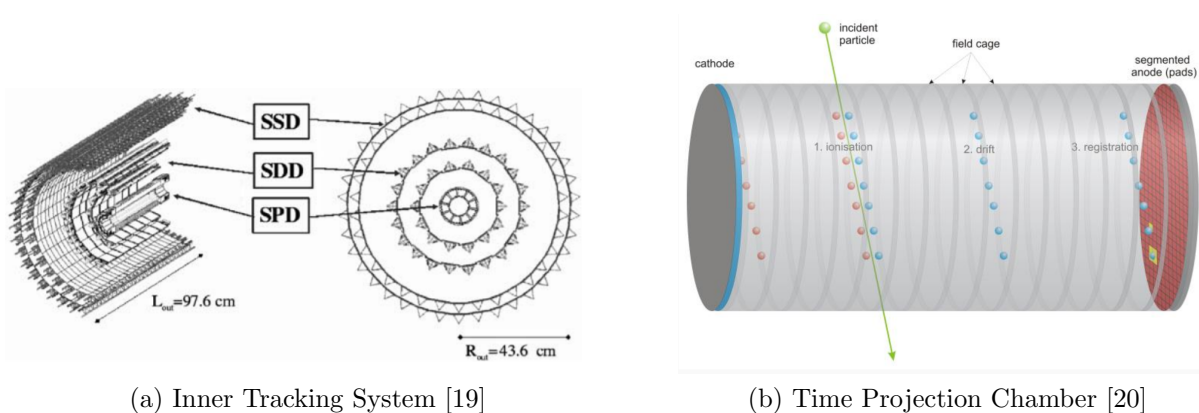 SSD
SDD
SPD
L_out=97.6 cm
R_out=43.6 cm
(a) Inner Tracking System [19]
incident
particle
field cage
cathode
segmented
anode (pads)
1. ionisation
2. drift
3. registration
(b) Time Projection Chamber [20]